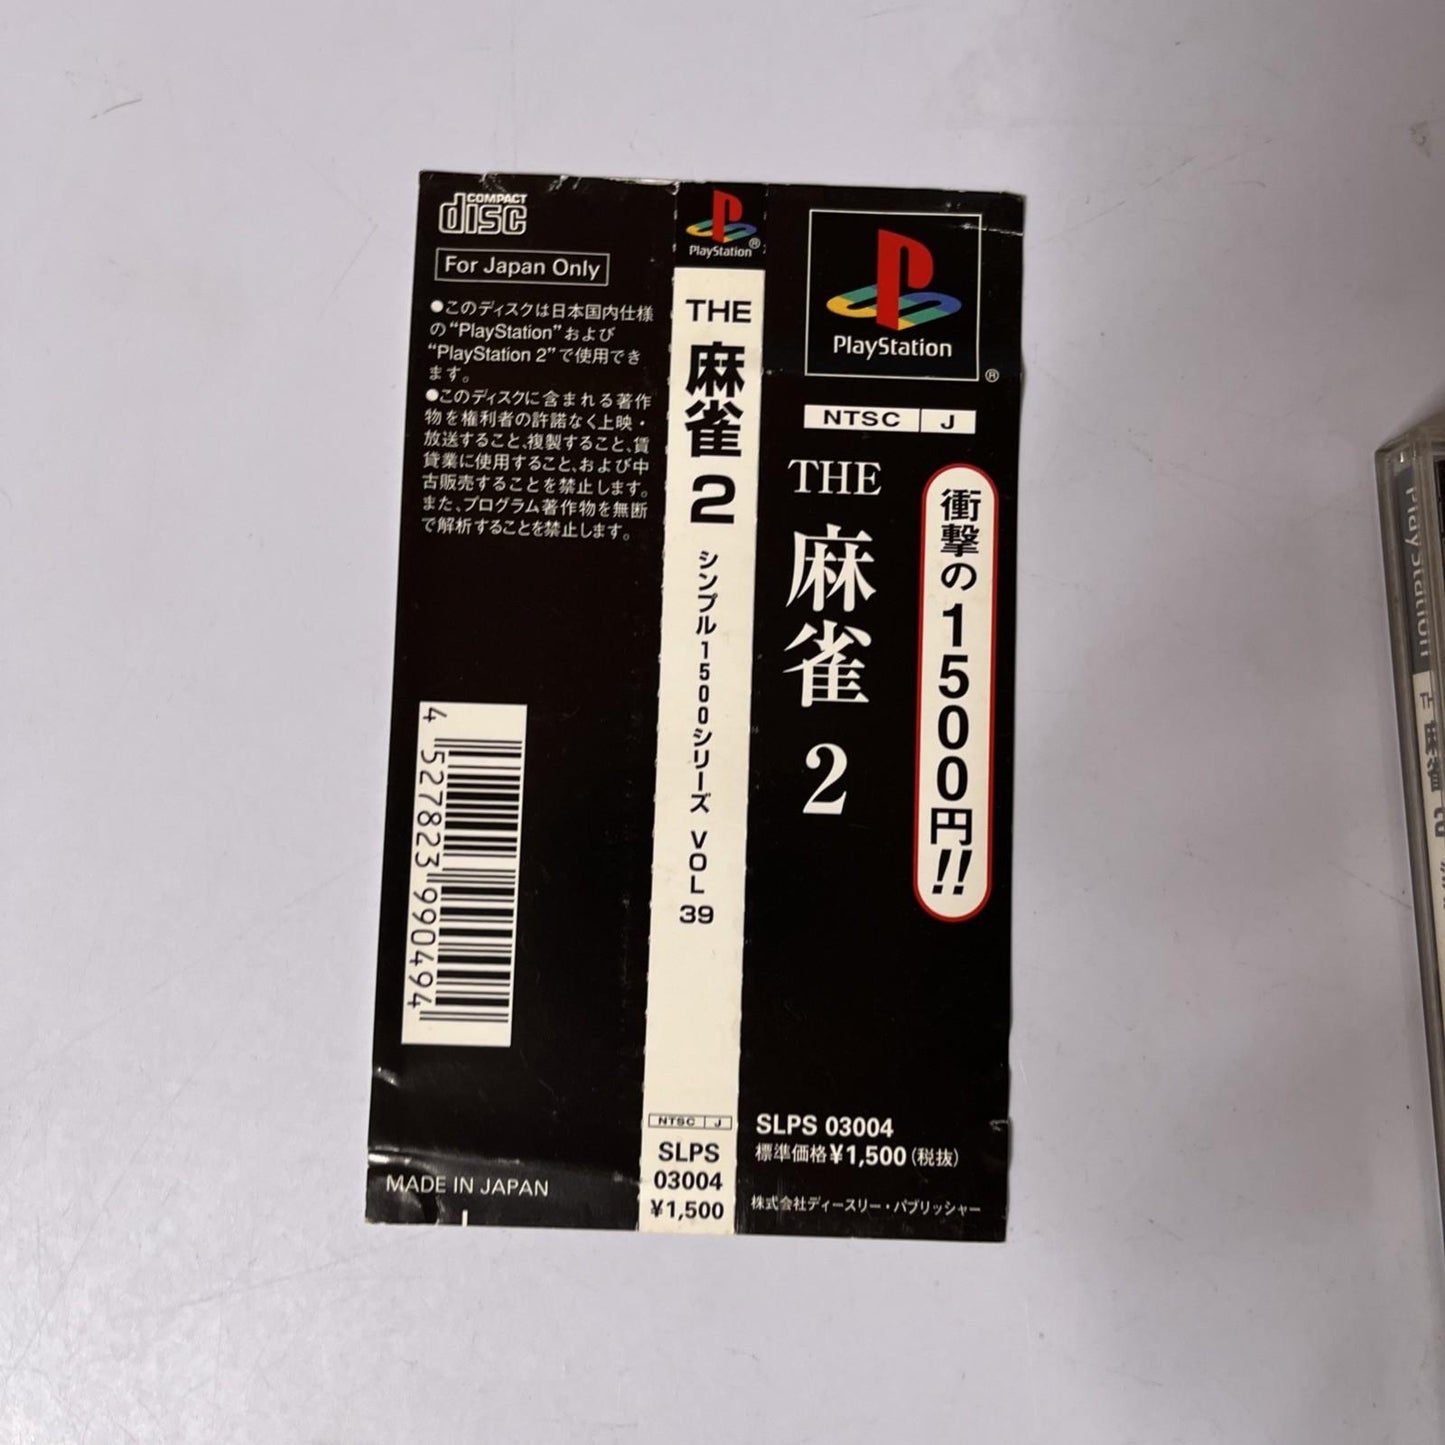 COMPACT
disc
For Japan Only
●このディスクは日本国内仕様
の“PlayStation”および
“PlayStation 2”で使用でき
ます。
●このディスクに含まれる著作
物を権利者の許諾なく上映・
放送すること、複製すること、賃
貸業に使用すること、および中
古販売することを禁止します。
また、プログラム著作物を無断
で解析することを禁止します。
4 527823 990494
MADE IN JAPAN
PlayStation®
THE 麻雀 2 シンプル1500シリーズ VOL 39
NTSC J
SLPS
03004
¥1,500
PlayStation
®
NTSC J
THE 麻雀 2
衝撃の1500円!!
SLPS 03004
標準価格¥1,500(税抜)
株式会社ディースリー・パブリッシャー
PlayStation